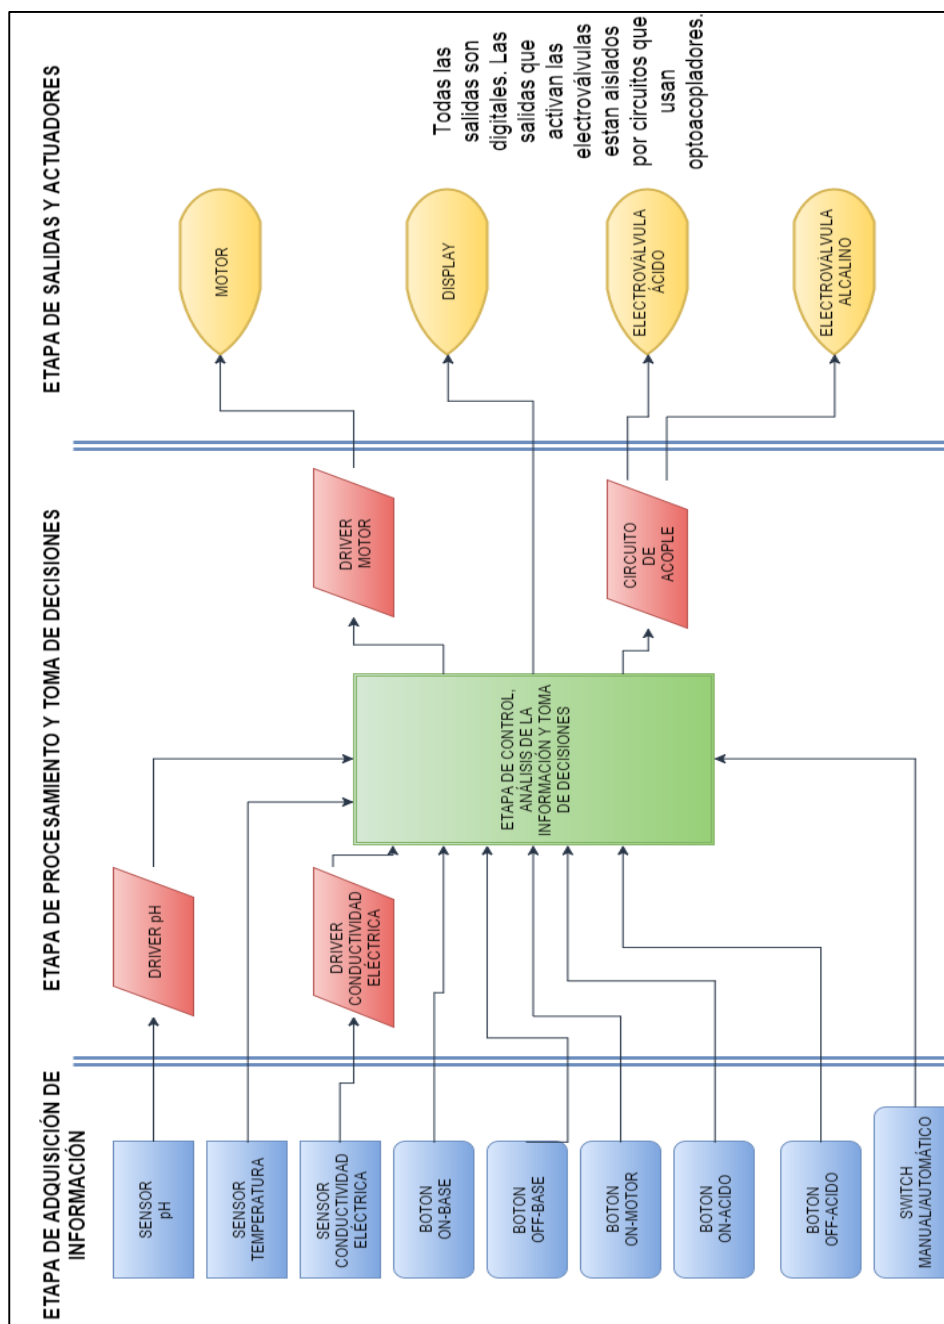 ETAPA DE ADQUISICIÓN DE
INFORMACIÓN
ETAPA DE PROCESAMIENTO Y TOMA DE DECISIONES
ETAPA DE SALIDAS Y ACTUADORES
SENSOR
pH
DRIVER pH
MOTOR
SENSOR
TEMPERATURA
SENSOR
CONDUCTIVIDAD
ELÉCTRICA
DRIVER
CONDUCTIVIDAD
ELÉCTRICA
DRIVER
MOTOR
BOTON
ON-BASE
DISPLAY
BOTON
OFF-BASE
ETAPA DE CONTROL,
ANÁLISIS DE LA
INFORMACIÓN Y TOMA
DE DECISIONES
BOTON
ON-MOTOR
CIRCUITO
DE
ACOPLE
ELECTROVÁLVULA
ÁCIDO
BOTON
ON-ACIDO
BOTON
OFF-ACIDO
ELECTROVÁLVULA
ALCALINO
SWITCH
MANUAL/AUTOMÁTICO
Todas las
salidas son
digitales. Las
salidas que
activan las
electroválvulas
estan aislados
por circuitos que
usan
optoacopladores.